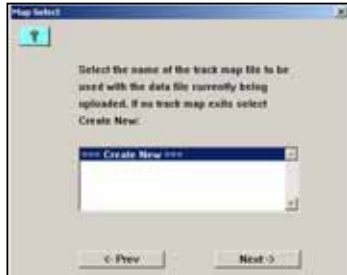 Map Select
?
Select the name of the track map file to be
used with the data file currently being
uploaded. If no track map exits select
Create New:
=== Create New ===
<- Prev
Next ->